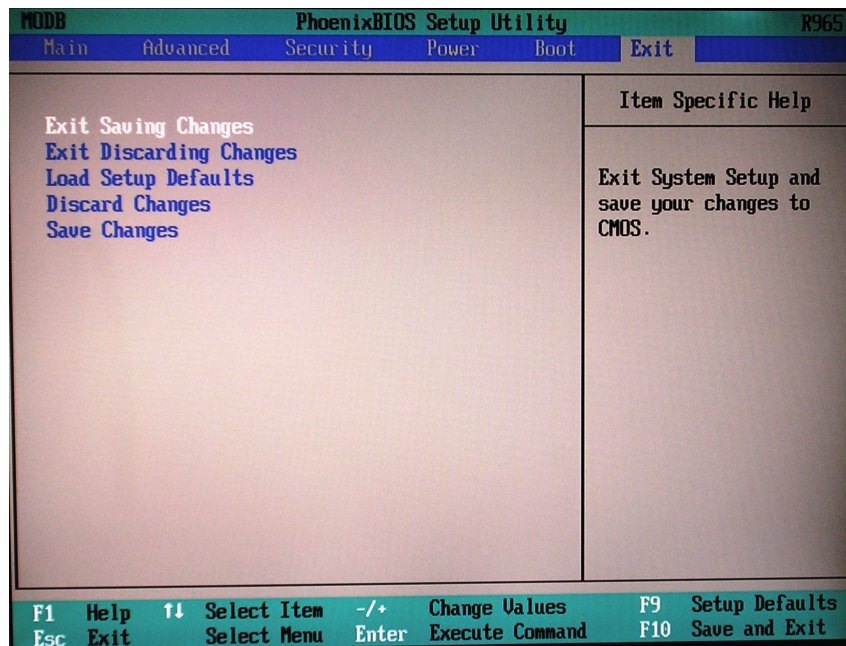 MODB PhoenixBIOS Setup Utility R965
Main Advanced Security Power Boot Exit
Exit Saving Changes
Exit Discarding Changes
Load Setup Defaults
Discard Changes
Save Changes
Item Specific Help
Exit System Setup and
save your changes to
CMOS.
F1 Help ↑↓ Select Item -/+ Change Values F9 Setup Defaults
Esc Exit Select Menu Enter Execute Command F10 Save and Exit